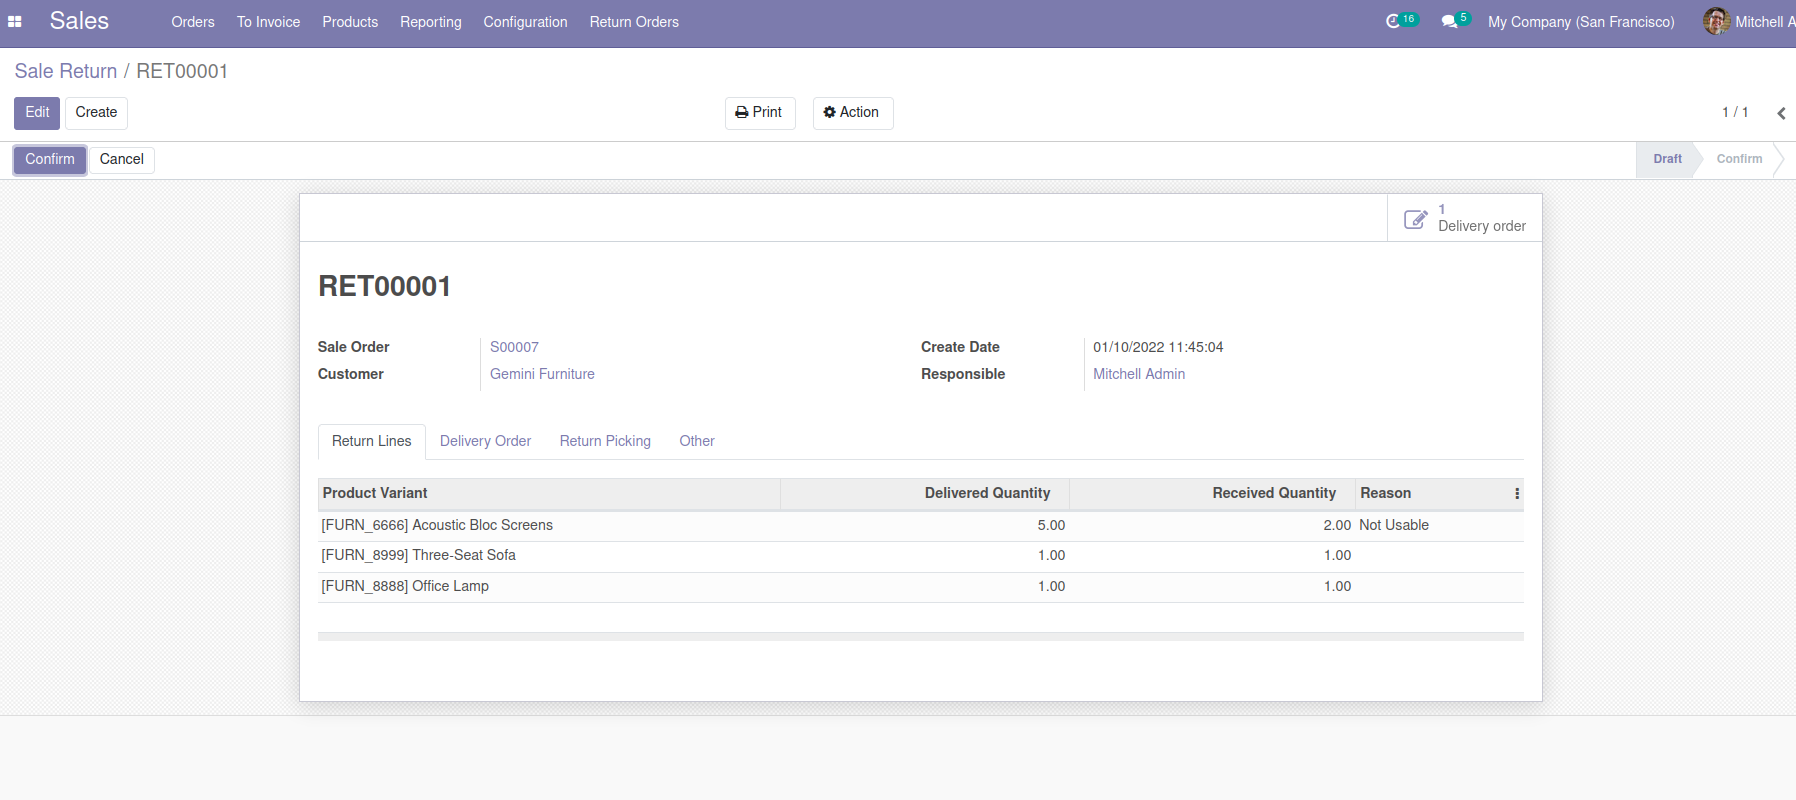 Sales Orders To Invoice Products Reporting Configuration Return Orders 16 5 My Company (San Francisco) Mitchell A
Sale Return / RET00001
Edit Create Print Action 1 / 1
Confirm Cancel Draft Confirm
1
Delivery order
RET00001
Sale Order S00007 Create Date 01/10/2022 11:45:04
Customer Gemini Furniture Responsible Mitchell Admin
Return Lines Delivery Order Return Picking Other
Product Variant Delivered Quantity Received Quantity Reason
[FURN_6666] Acoustic Bloc Screens 5.00 2.00 Not Usable
[FURN_8999] Three-Seat Sofa 1.00 1.00
[FURN_8888] Office Lamp 1.00 1.00